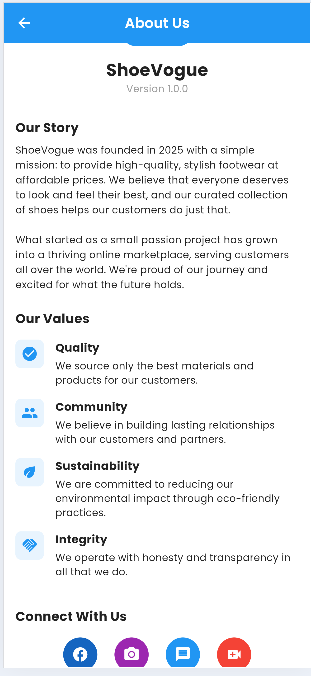 About Us
ShoeVogue
Version 1.0.0
Our Story
ShoeVogue was founded in 2025 with a simple
mission: to provide high-quality, stylish footwear at
affordable prices. We believe that everyone deserves
to look and feel their best, and our curated collection
of shoes helps our customers do just that.
What started as a small passion project has grown
into a thriving online marketplace, serving customers
all over the world. We're proud of our journey and
excited for what the future holds.
Our Values
Quality
We source only the best materials and
products for our customers.
Community
We believe in building lasting relationships
with our customers and partners.
Sustainability
We are committed to reducing our
environmental impact through eco-friendly
practices.
Integrity
We operate with honesty and transparency in
all that we do.
Connect With Us